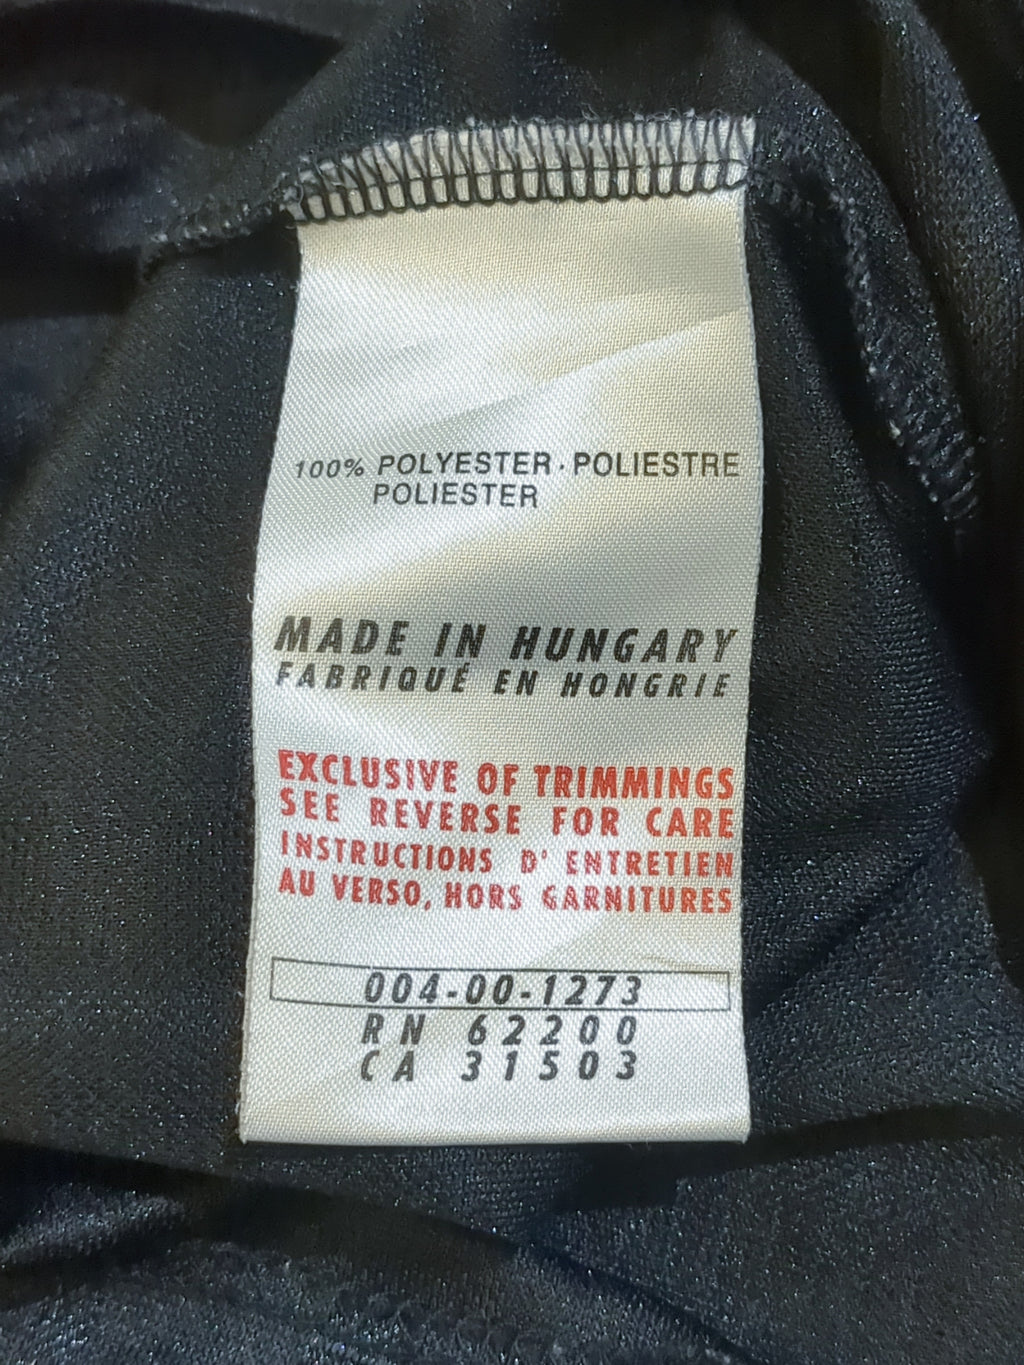 100% POLYESTER · POLIESTRE
POLIESTER
MADE IN HUNGARY
FABRIQUÉ EN HONGRIE
EXCLUSIVE OF TRIMMINGS
SEE REVERSE FOR CARE
INSTRUCTIONS D' ENTRETIEN
AU VERSO, HORS GARNITURES
004-00-1273
RN 62200
CA 31503